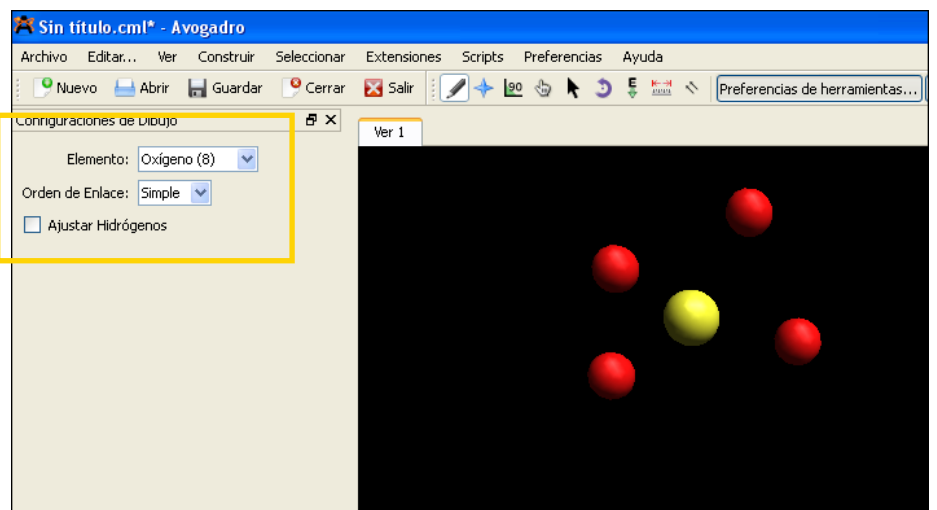 Sin título.cml* - Avogadro
Archivo Editar... Ver Construir Seleccionar Extensiones Scripts Preferencias Ayuda
Nuevo Abrir Guardar Cerrar Salir 90 E Preferencias de herramientas...
Configuraciones de Dibujo
Ver 1
Elemento: Oxígeno (8)
Orden de Enlace: Simple
Ajustar Hidrógenos